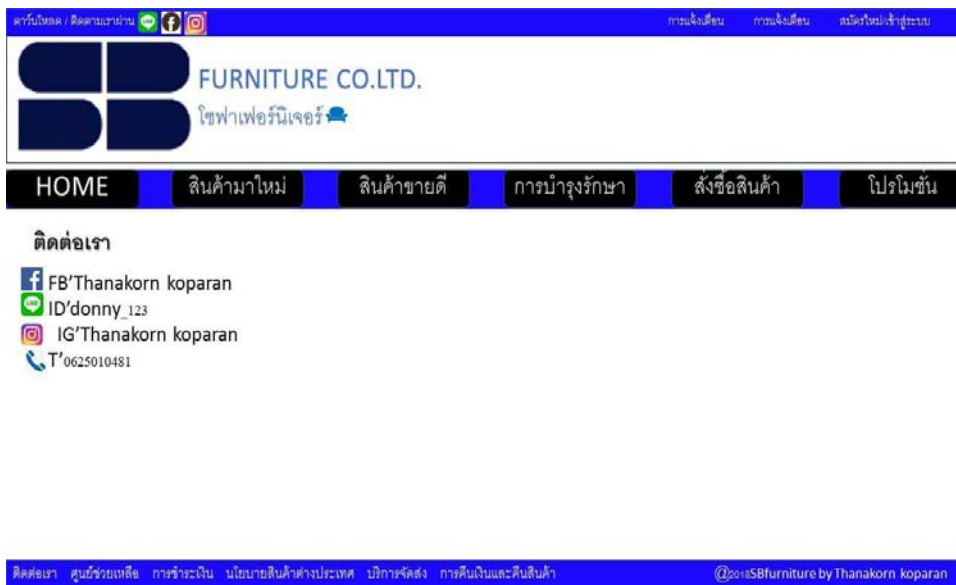 ดาว์นโหลด / ติดตามเราผ่าน
การแจ้งเตือน การแจ้งเตือน สมัครใหม่/เข้าสู่ระบบ
FURNITURE CO.LTD.
โซฟาเฟอร์นิเจอร์
HOME สินค้ามาใหม่ สินค้าขายดี การบำรุงรักษา สั่งซื้อสินค้า โปรโมชั่น
ติดต่อเรา
FB'Thanakorn koparan
ID'donny_123
IG'Thanakorn koparan
T'0625010481
ติดต่อเรา ศูนย์ช่วยเหลือ การชำระเงิน นโยบายสินค้าต่างประเทศ บริการจัดส่ง การคืนเงินและคืนสินค้า
@2018SBfurniture by Thanakorn koparan